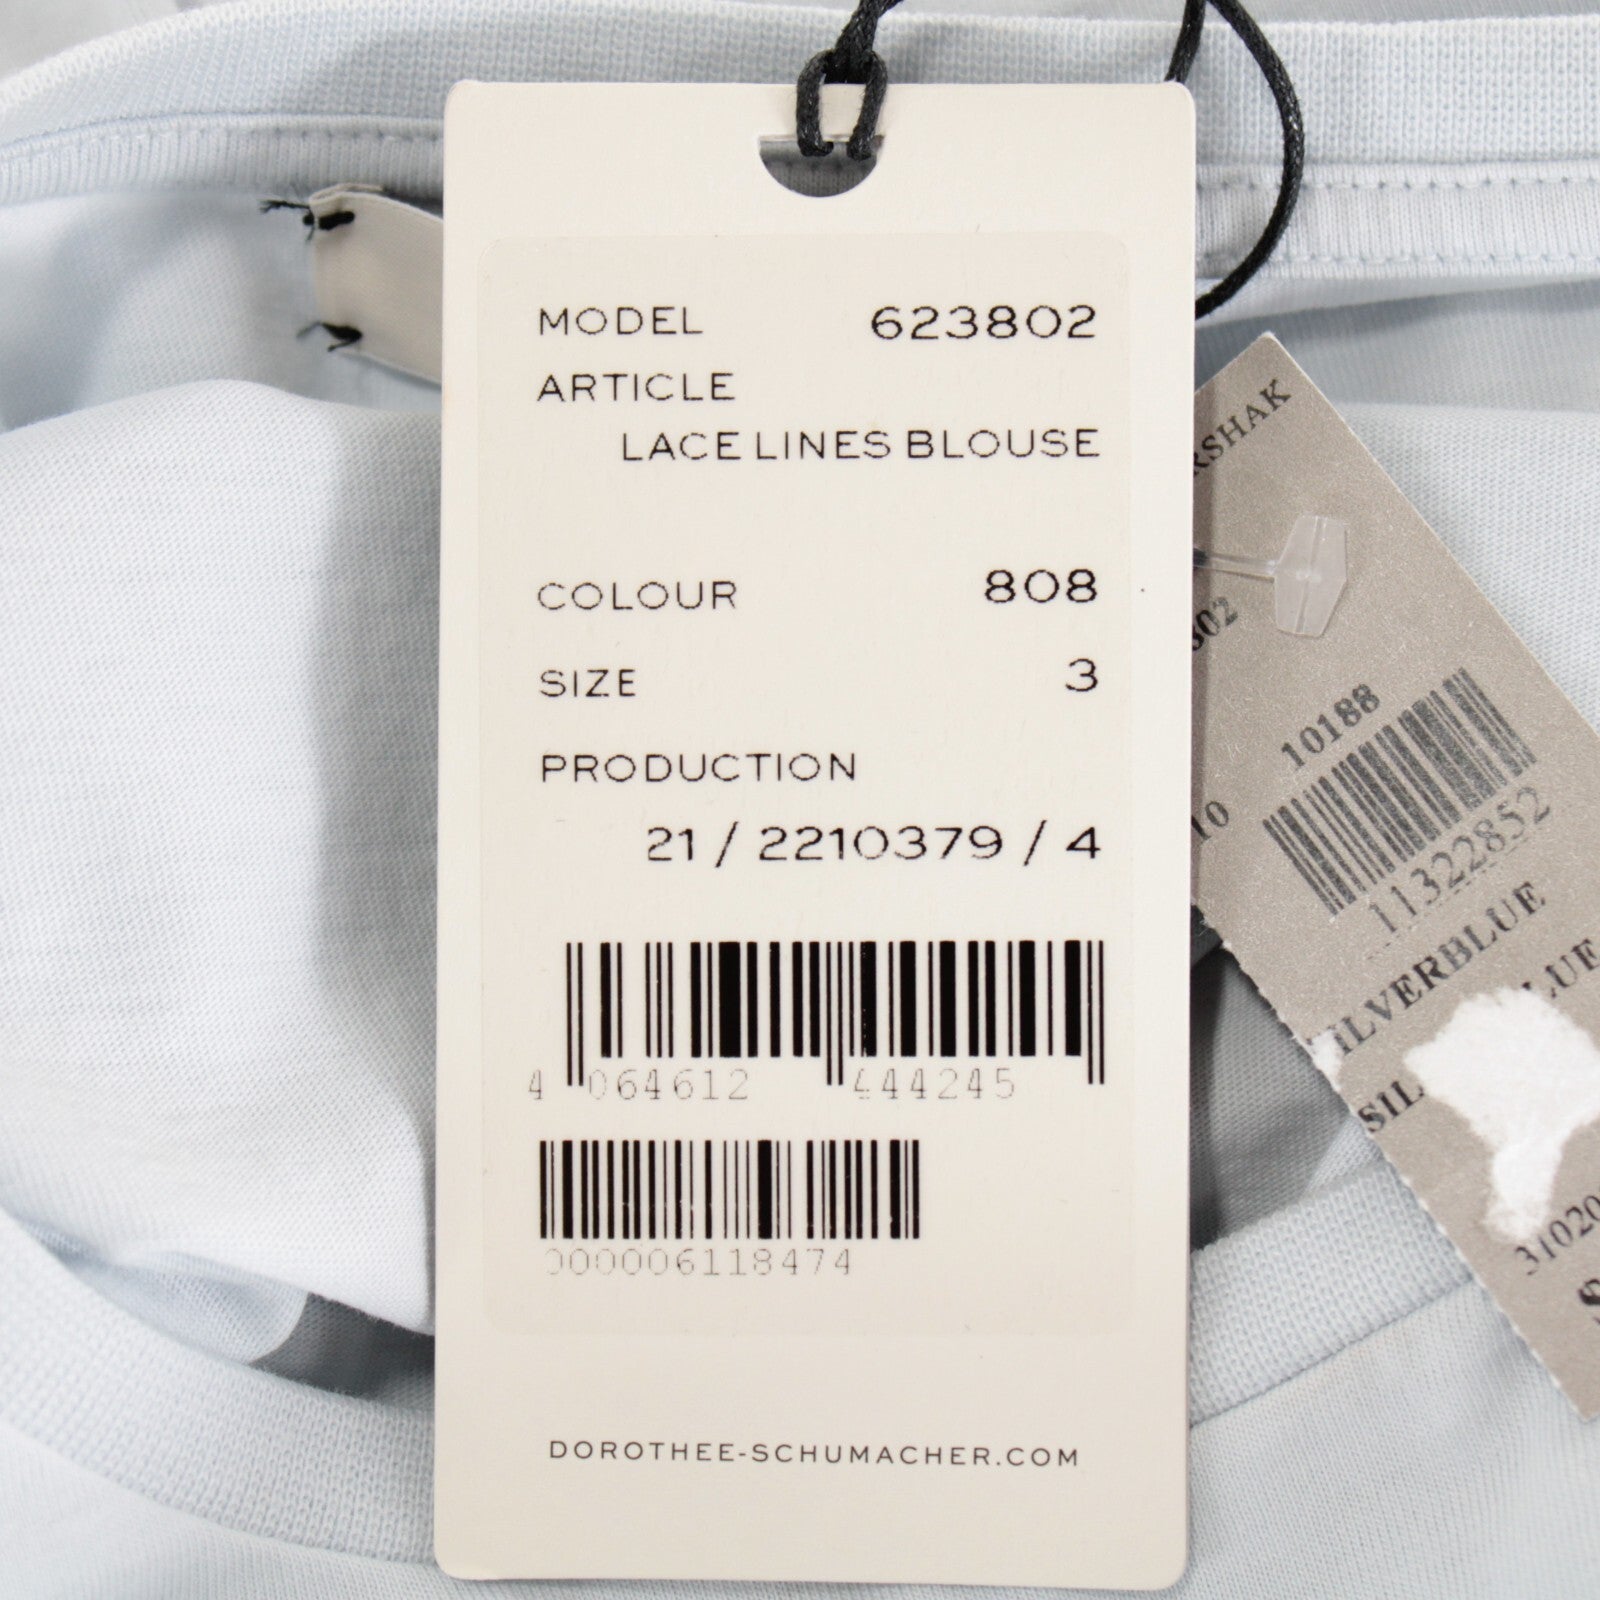 MODEL 623802
ARTICLE
LACE LINES BLOUSE
COLOUR 808
SIZE 3
PRODUCTION
21 / 2210379 / 4
4 064612 444245
000006118474
DOROTHEE-SCHUMACHER.COM
10188
11322852